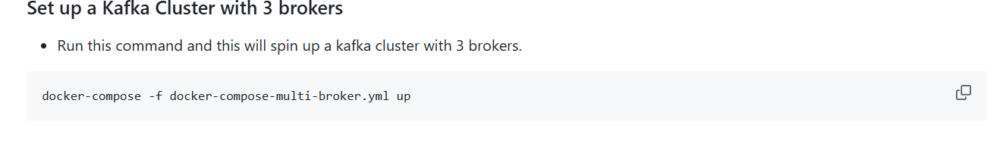 Set up a Kafka Cluster with 3 brokers
Run this command and this will spin up a kafka cluster with 3 brokers.
docker-compose -f docker-compose-multi-broker.yml up